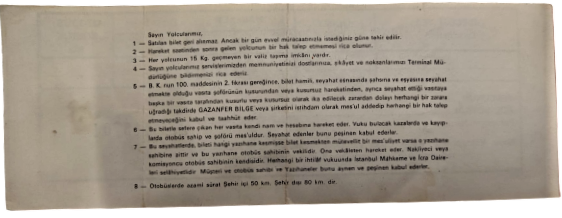 Sayın Yolcularımız,
1 — Satılan bilet geri alınmaz. Ancak bir gün evvel müracaatınızla istediğiniz güne tehir edilir.
2 — Hareket saatinden sonra gelen yolcunun bir hak talep etmemesi rica olunur.
3 — Her yolcunun 15 Kg. geçmeyen bir valiz taşıma imkânı vardır.
4 — Sayın yolcularımız servislerimizden memnuniyetinizi dostlarınıza, şikâyet ve noksanlarımızı Terminal Mü-
dürlüğüne bildirmenizi rica ederiz.
5 — B. K. nun 100. maddesinin 2. fıkrası gereğince, bilet hamili, seyahat esnasında şahsına ve eşyasına seyahat
etmekte olduğu vasıta şoförünün kusurundan veya kusursuz hareketinden, ayrıca seyahat ettiği vasıtaya
başka bir vasıta tarafından kusurlu veya kusursuz olarak ika edilecek zarardan dolayı herhangi bir zarara
uğradığı takdirde GAZANFER BİLGE veya şirketini istihdam olarak mes'ul addedip herhangi bir hak talep
etmeyeceğini kabul ve taahhüt eder.
6 — Bu biletle sefere çıkan her vasıta kendi nam ve hesabına hareket eder. Vuku bulacak kazalarda ve kayıp-
larda otobüs sahip ve şoförü mes'uldur. Seyahat edenler bunu peşinen kabul ederler.
7 — Bu seyahatlarda, bileti hangi yazıhane kesmişse bilet kesmekten mütevellit bir mes'uliyet varsa o yazıhane
sahibine aittir ve bu yazıhane otobüs sahibinin vekilidir. Ona vekâleten hareket eder. Nakliyeci veya
komisyoncu otobüs sahibinin kendisidir. Herhangi bir ihtilâf vukuunda İstanbul Mahkeme ve İcra Daire-
leri selâhiyetlidir. Müşteri ve otobüs sahibi ve Yazıhaneler bunu aynen ve peşinen kabul ederler.
8 — Otobüslerde azamî sürat Şehir içi 50 km. Şehir dışı 80 km. dir.